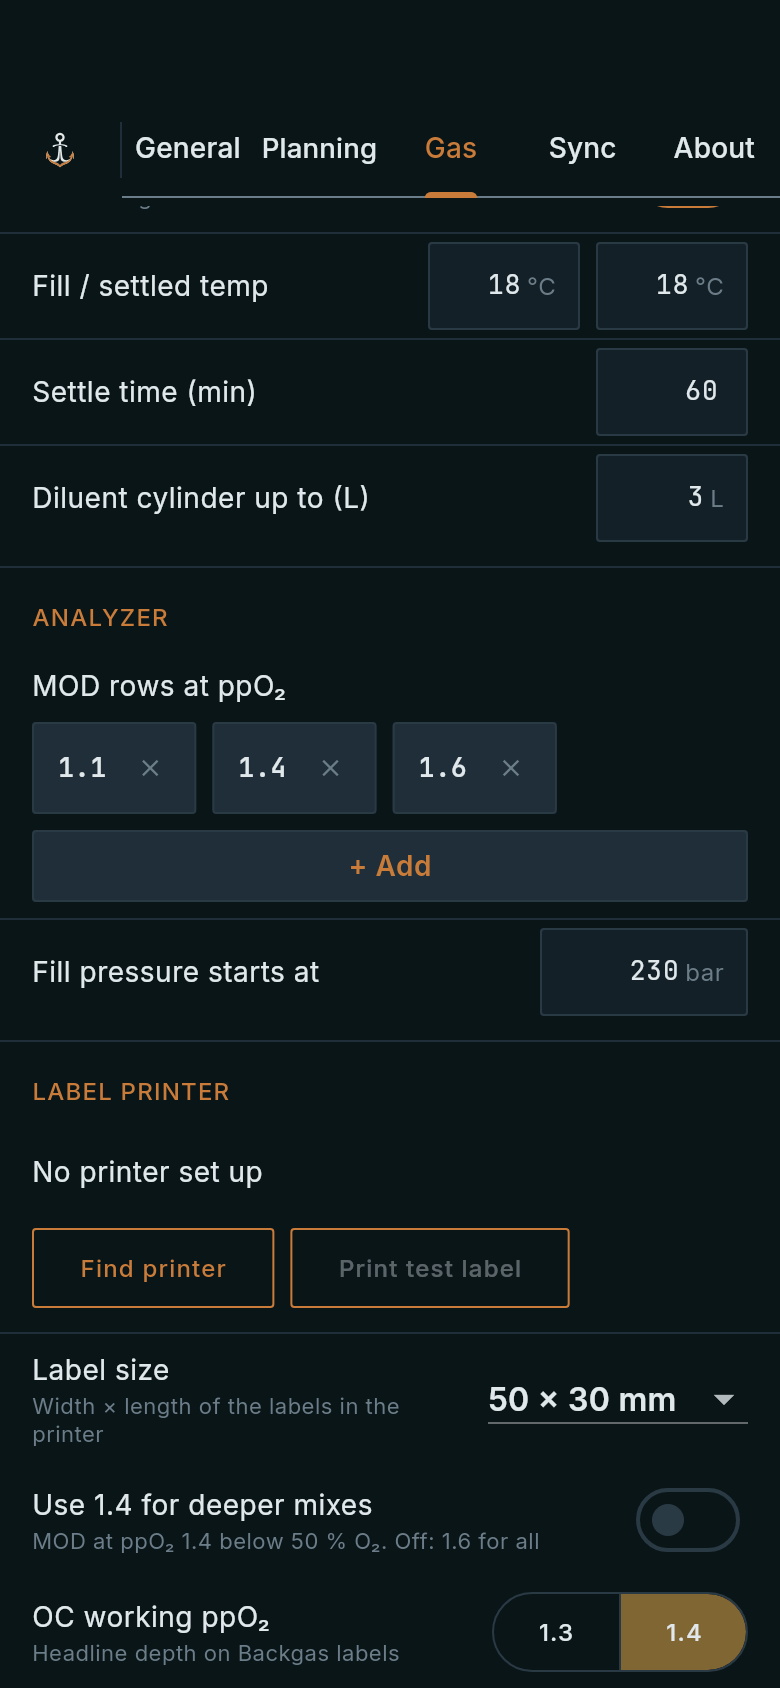 General Planning Gas Sync About
Fill / settled temp 18 °C 18 °C
Settle time (min) 60
Diluent cylinder up to (L) 3 L
ANALYZER
MOD rows at ppO₂
1.1 × 1.4 × 1.6 ×
+ Add
Fill pressure starts at 230 bar
LABEL PRINTER
No printer set up
Find printer Print test label
Label size
Width × length of the labels in the
printer
50 × 30 mm
Use 1.4 for deeper mixes
MOD at ppO₂ 1.4 below 50 % O₂. Off: 1.6 for all
OC working ppO₂
Headline depth on Backgas labels
1.3 1.4